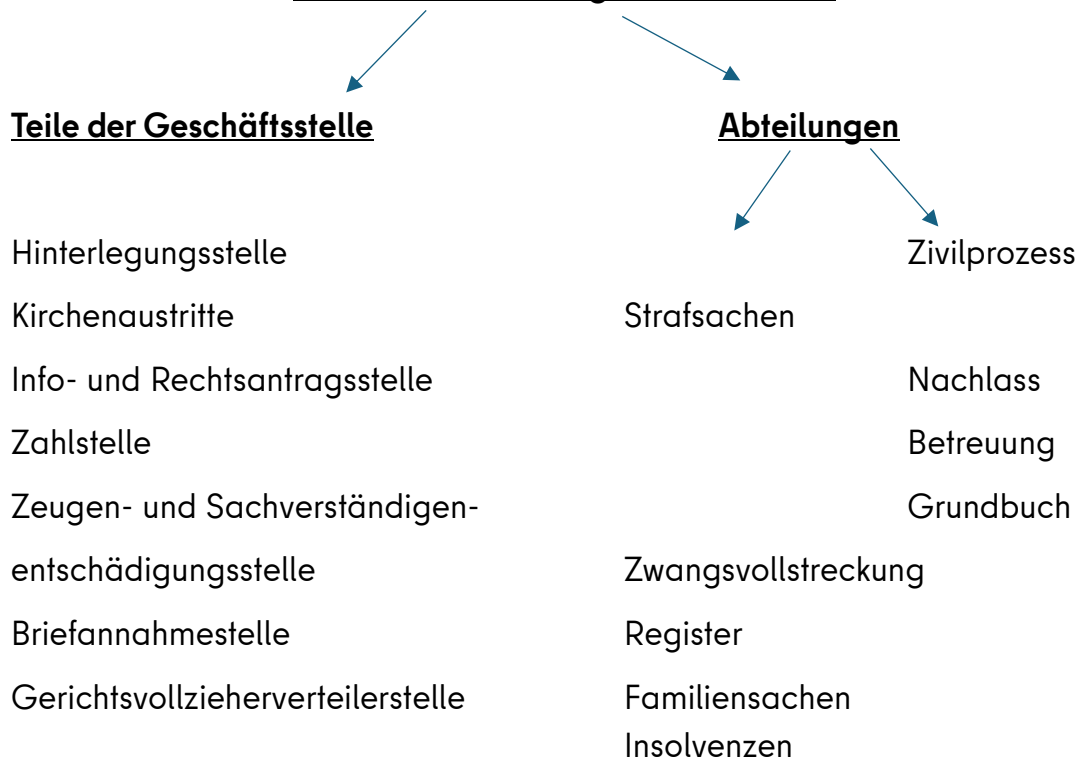 Teile der Geschäftsstelle Abteilungen
Hinterlegungsstelle Zivilprozess
Kirchenaustritte Strafsachen
Info- und Rechtsantragsstelle Nachlass
Zahlstelle Betreuung
Zeugen- und Sachverständigen- Grundbuch
entschädigungsstelle Zwangsvollstreckung
Briefannahmestelle Register
Gerichtsvollzieherverteilerstelle Familiensachen
Insolvenzen